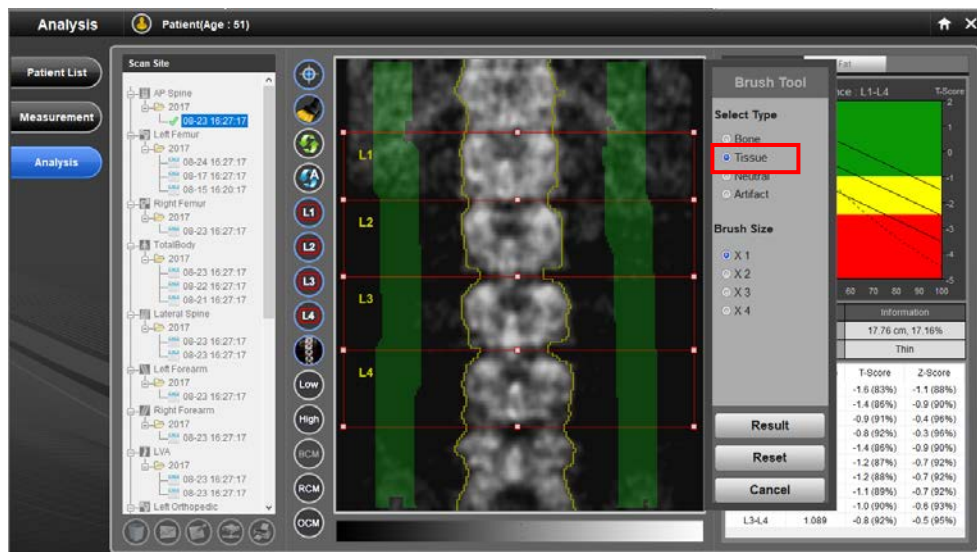 Analysis
Patient(Age : 51)
Patient List
Measurement
Analysis
Scan Site
AP Spine
2017
08-23 16:27:17
Left Femur
2017
08-24 16:27:17
08-17 16:27:17
08-15 16:20:17
Right Femur
2017
08-23 16:27:17
TotalBody
2017
08-23 16:27:17
08-22 16:27:17
08-21 16:27:17
Lateral Spine
2017
08-23 16:27:17
08-23 16:27:17
Left Forearm
2017
08-23 16:27:17
Right Forearm
2017
08-23 16:27:17
LVA
2017
08-23 16:27:17
08-23 16:27:17
Left Orthopedic
A
L1
L2
L3
L4
Low
High
BCM
RCM
OCM
L1
L2
L3
L4
Brush Tool
Select Type
Bone
Tissue
Neutral
Artifact
Brush Size
X 1
X 2
X 3
X 4
Result
Reset
Cancel
Fat
nce : L1-L4
T-Score
2
1
0
-1
-2
-3
-4
-5
60 70 80 90 100
Information
17.76 cm, 17.16%
Thin
T-Score Z-Score
-1.6 (83%) -1.1 (88%)
-1.4 (86%) -0.9 (90%)
-0.9 (91%) -0.4 (96%)
-0.8 (92%) -0.3 (96%)
-1.4 (86%) -0.9 (90%)
-1.2 (87%) -0.7 (92%)
-1.2 (88%) -0.7 (92%)
-1.1 (89%) -0.7 (92%)
-1.0 (90%) -0.6 (93%)
L3-L4 1.089 -0.8 (92%) -0.5 (95%)